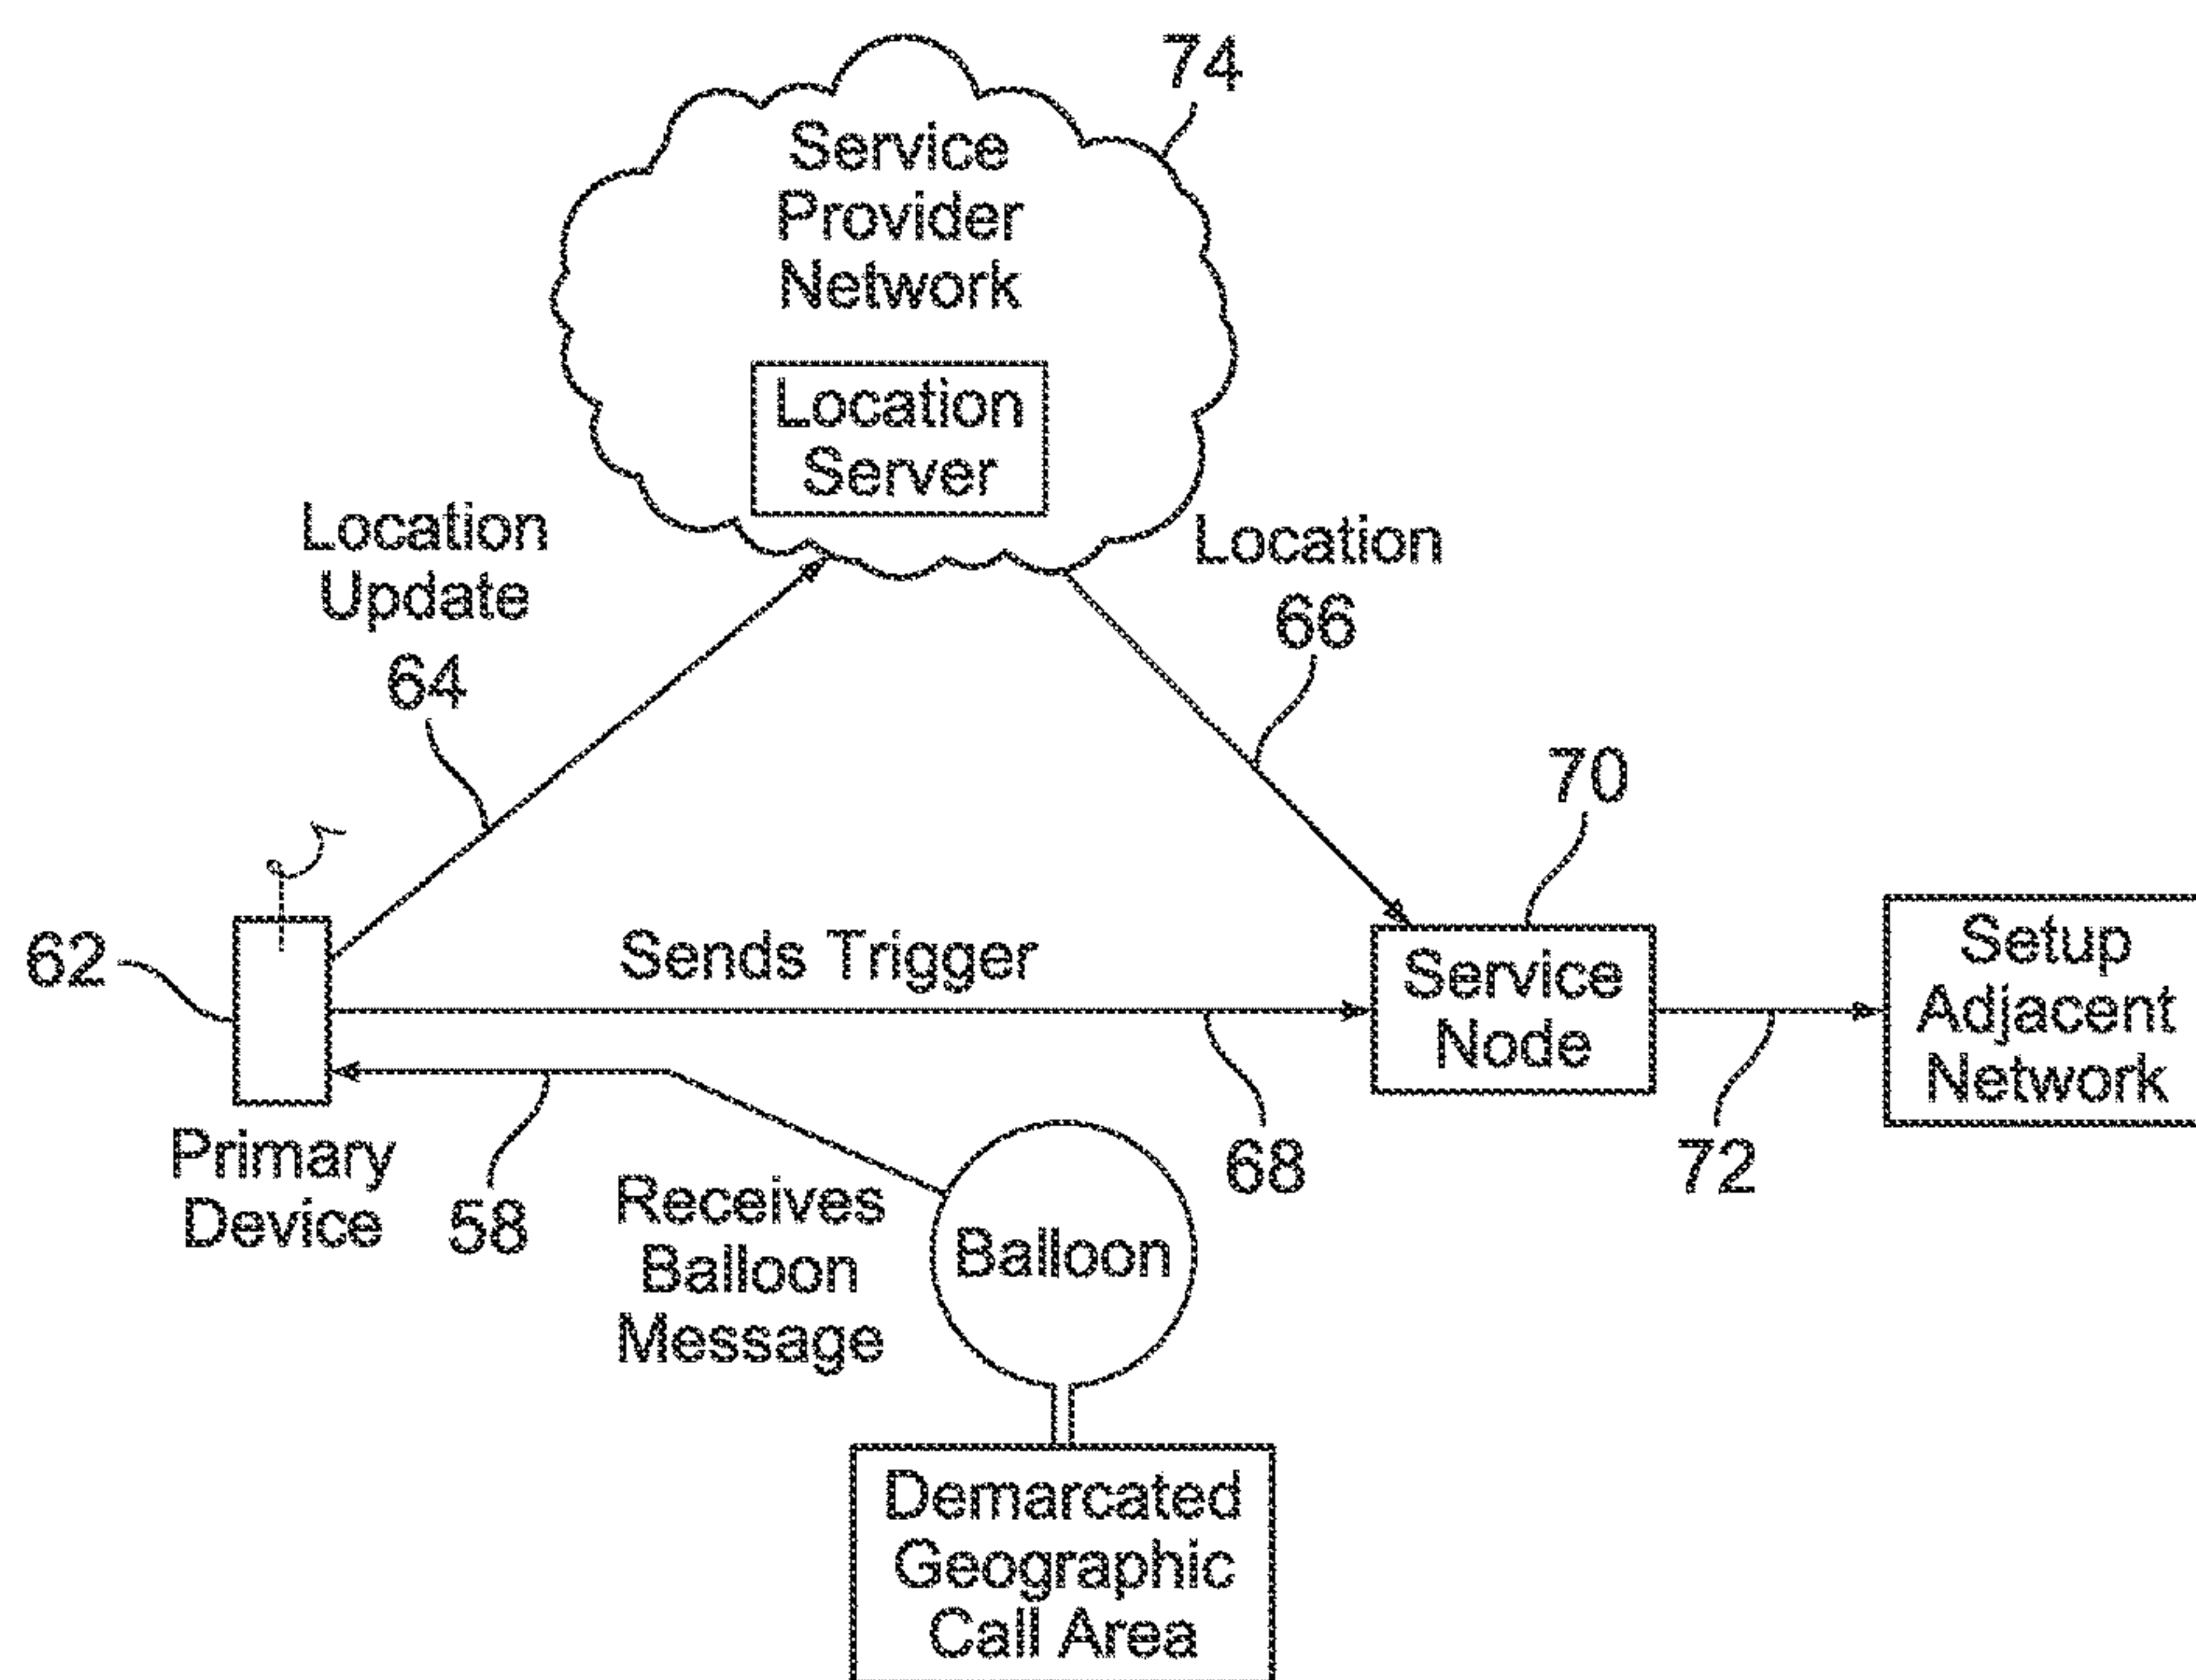 74
Service
Provider
Network
Location
Server
Location
Update
64
Location
66
70
62
Sends Trigger
Service
Node
Setup
Adjacent
Network
Primary
Device
58
Receives
Balloon
Message
Balloon
68
72
Demarcated
Geographic
Call Area